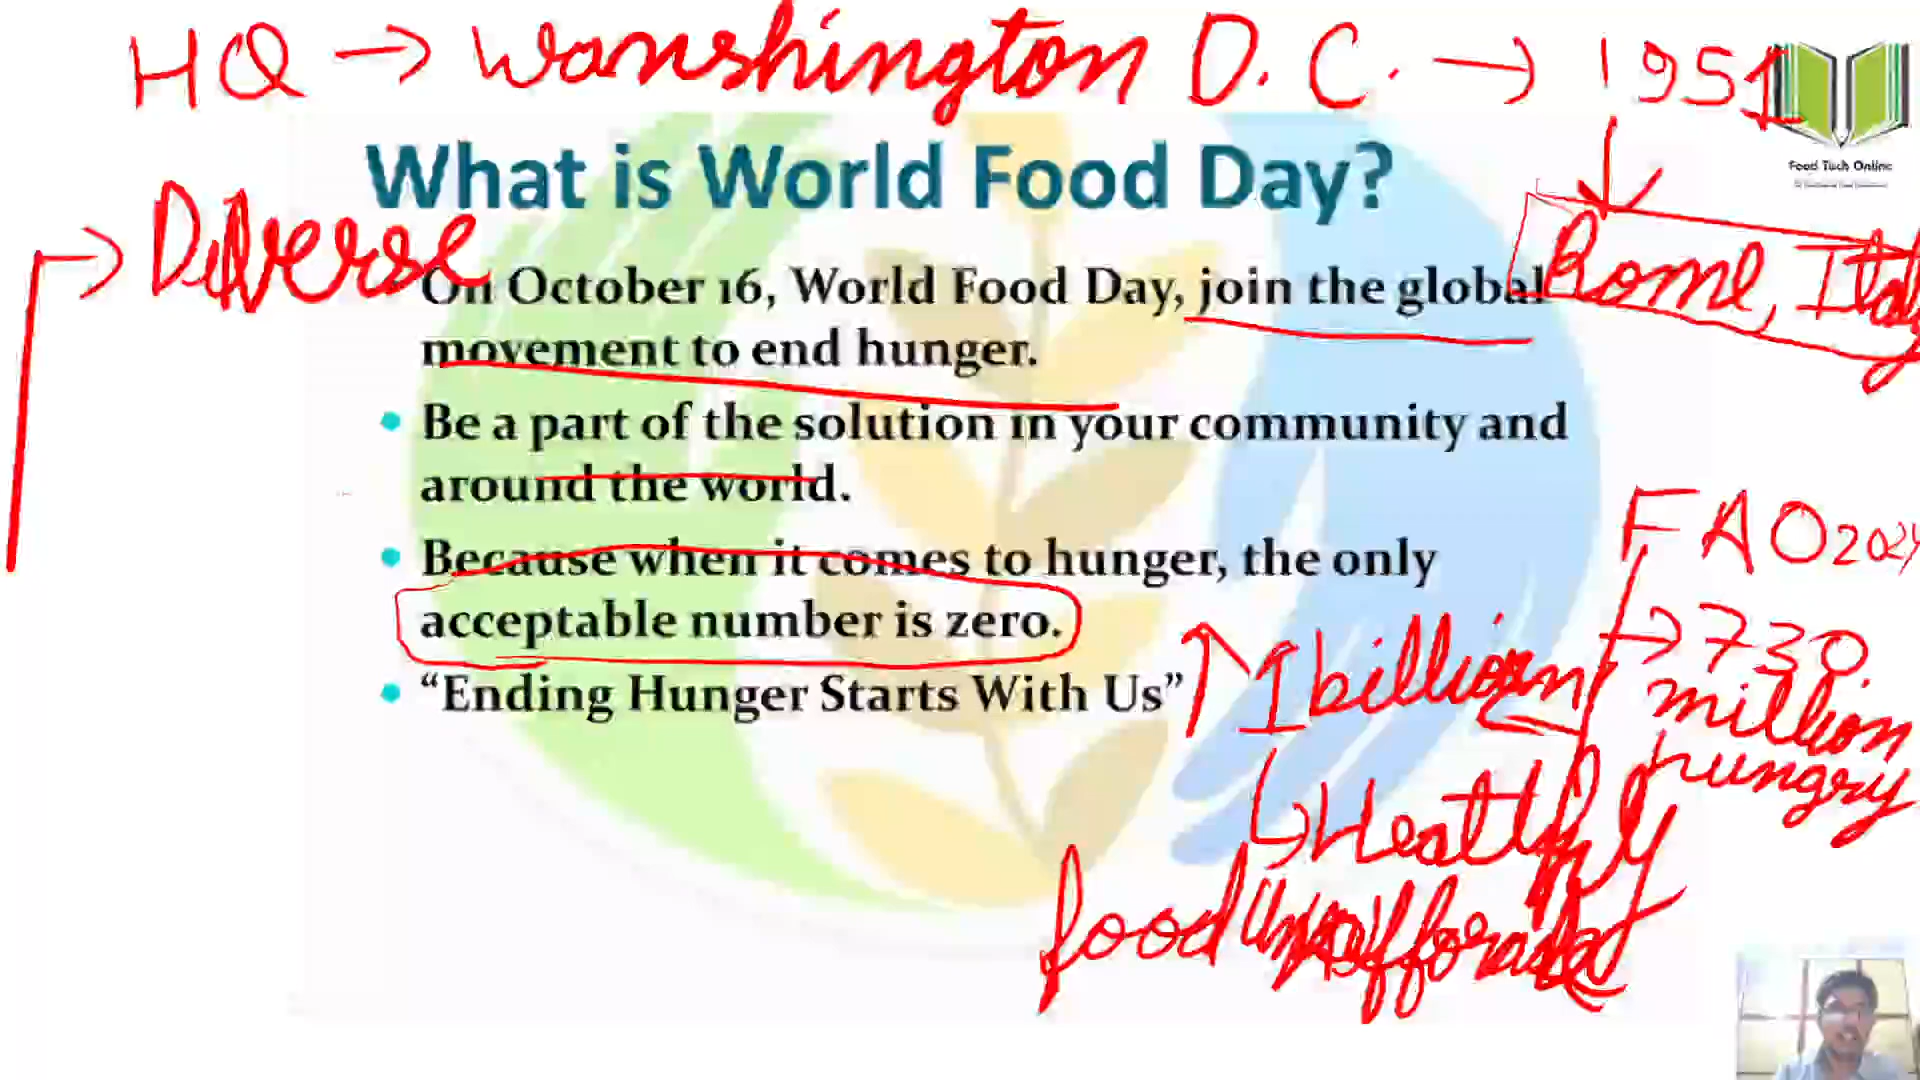 HQ → Wanshington D. C. → 1951
Food Tech Online
What is World Food Day?
Rome, Italy
Diverse
On October 16, World Food Day, join the global
movement to end hunger.
• Be a part of the solution in your community and
around the world.
• Because when it comes to hunger, the only
acceptable number is zero.
• “Ending Hunger Starts With Us”
FAO 2024
→ 730
million
hungry
↑ 1 billion
↳ Healthy
food